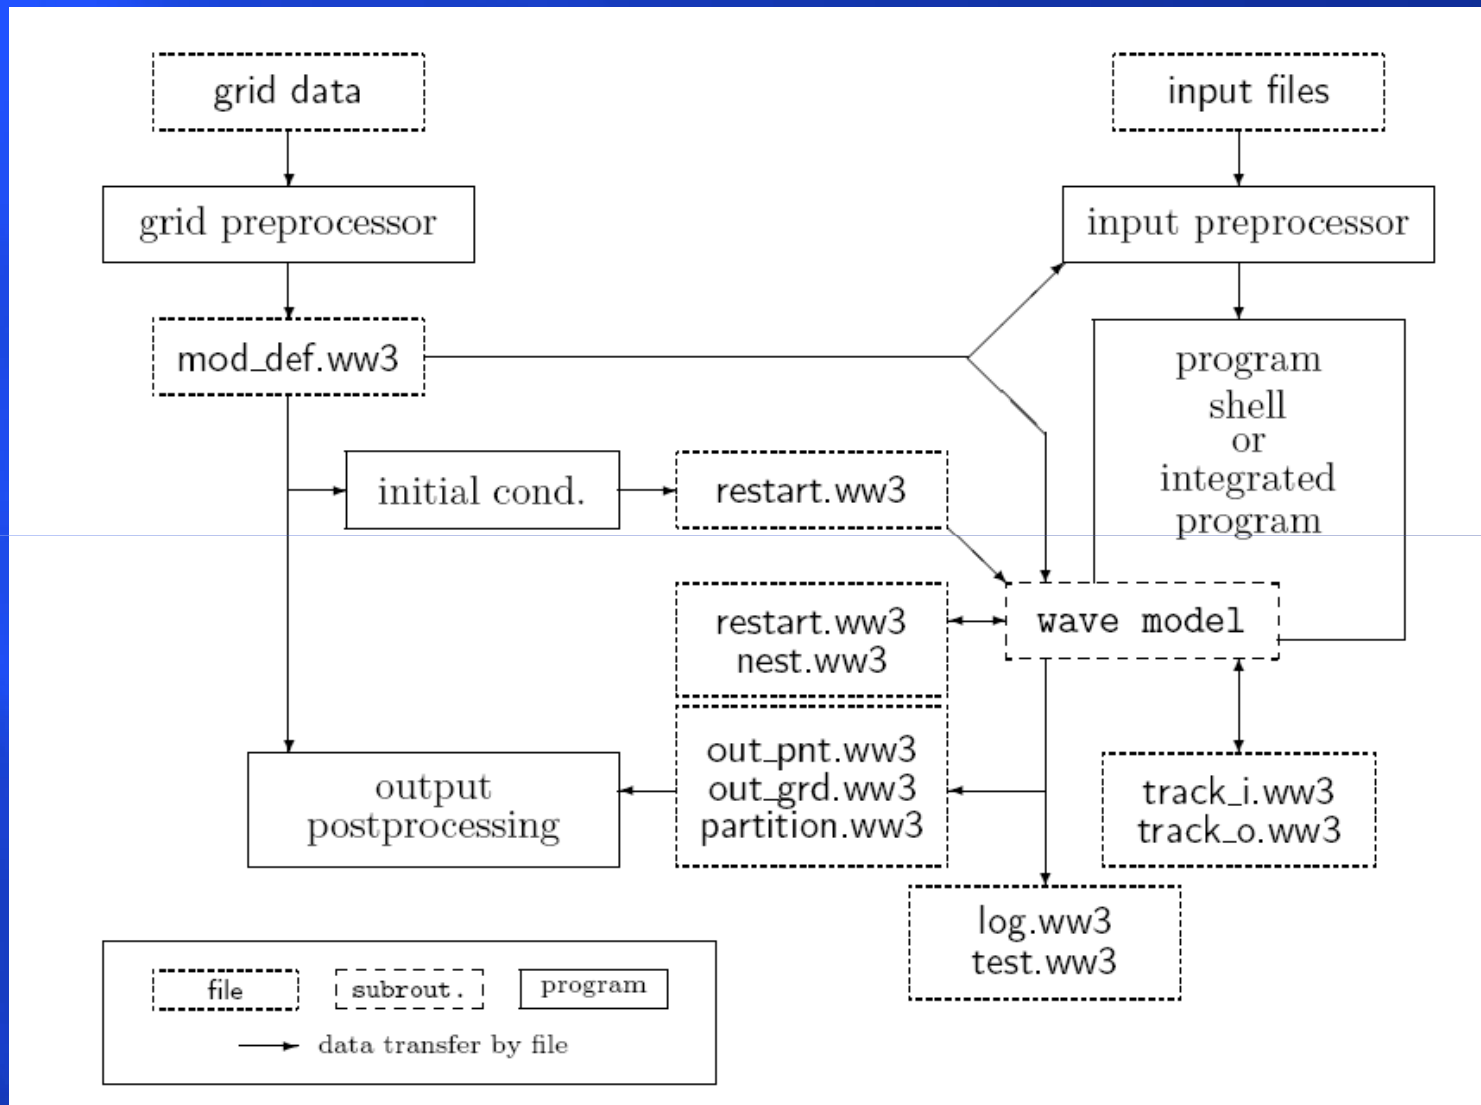 grid data
input files
grid preprocessor
input preprocessor
mod_def.ww3
program
shell
or
integrated
program
initial cond.
restart.ww3
restart.ww3
nest.ww3
wave model
out_pnt.ww3
out_grd.ww3
partition.ww3
output
postprocessing
track_i.ww3
track_o.ww3
log.ww3
test.ww3
file
subrout.
program
data transfer by file